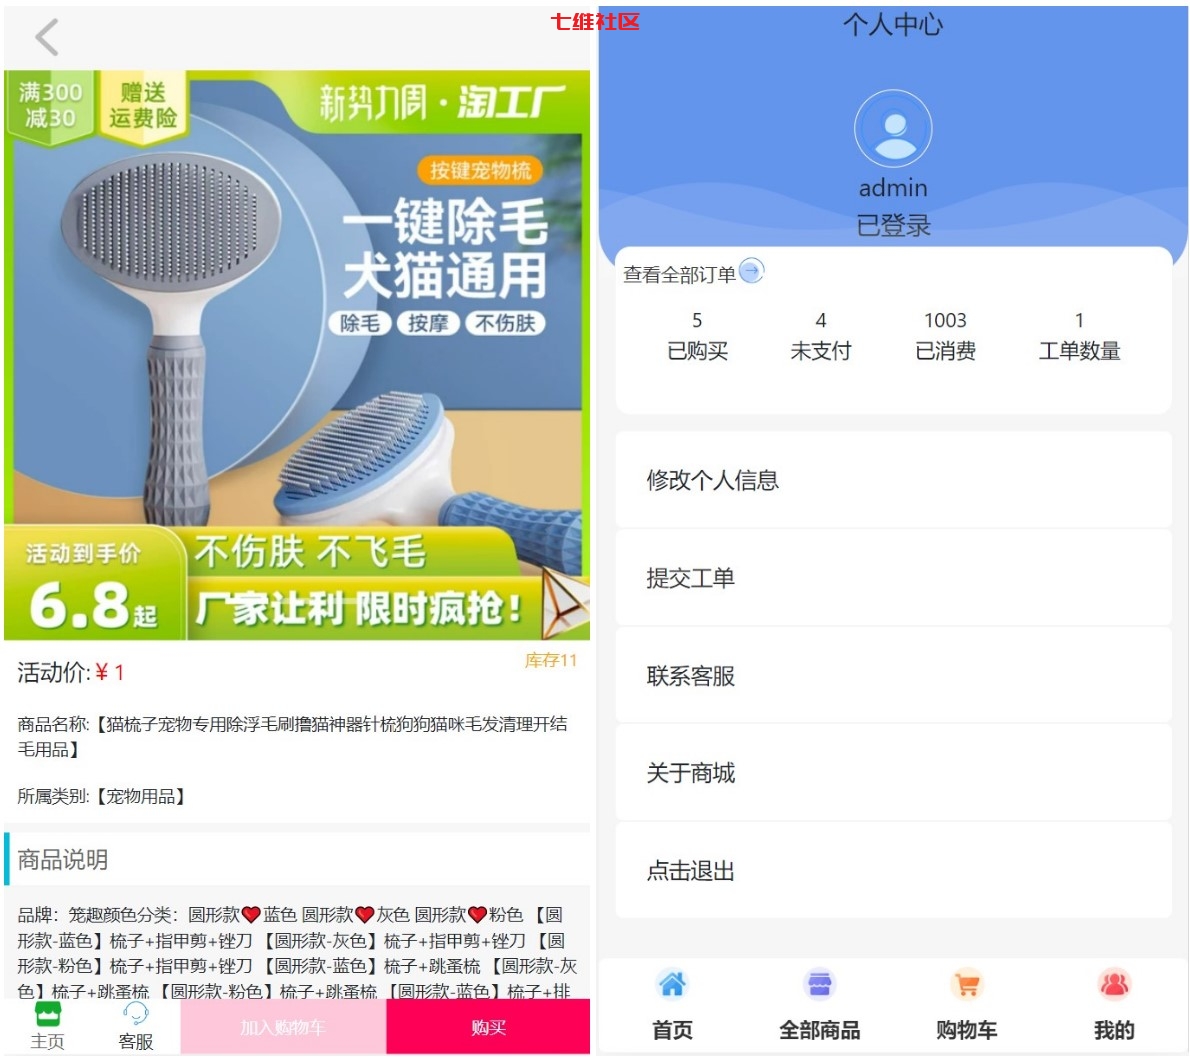 七维社区
满300
减30
赠送
运费险
新势力周·淘工厂
按键宠物梳
一键除毛
犬猫通用
除毛 按摩 不伤肤
活动到手价
6.8起
不伤肤 不飞毛
厂家让利 限时疯抢！
活动价:￥1
库存11
商品名称:【猫梳子宠物专用除浮毛刷撸猫神器针梳狗狗猫咪毛发清理开结
毛用品】
所属类别:【宠物用品】
商品说明
品牌：笼趣颜色分类：圆形款❤蓝色 圆形款❤灰色 圆形款❤粉色 【圆
形款-蓝色】梳子+指甲剪+锉刀 【圆形款-灰色】梳子+指甲剪+锉刀 【圆
形款-粉色】梳子+指甲剪+锉刀 【圆形款-蓝色】梳子+跳蚤梳 【圆形款-灰
色】梳子+跳蚤梳 【圆形款-粉色】梳子+跳蚤梳 【圆形款-蓝色】梳子+排
主页 客服 加入购物车 购买
个人中心
admin
已登录
查看全部订单
5 4 1003 1
已购买 未支付 已消费 工单数量
修改个人信息
提交工单
联系客服
关于商城
点击退出
首页 全部商品 购物车 我的